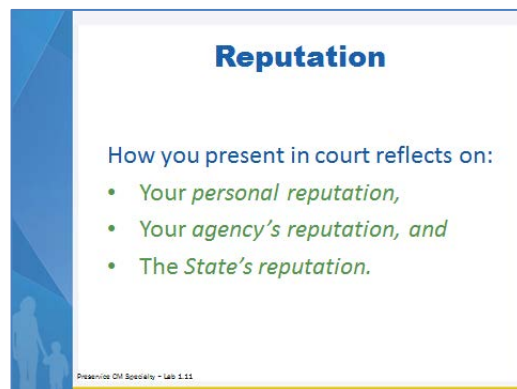 Reputation
How you present in court reflects on:
• Your personal reputation,
• Your agency's reputation, and
• The State's reputation.
Preservice CM Specialty – Lab 1.11